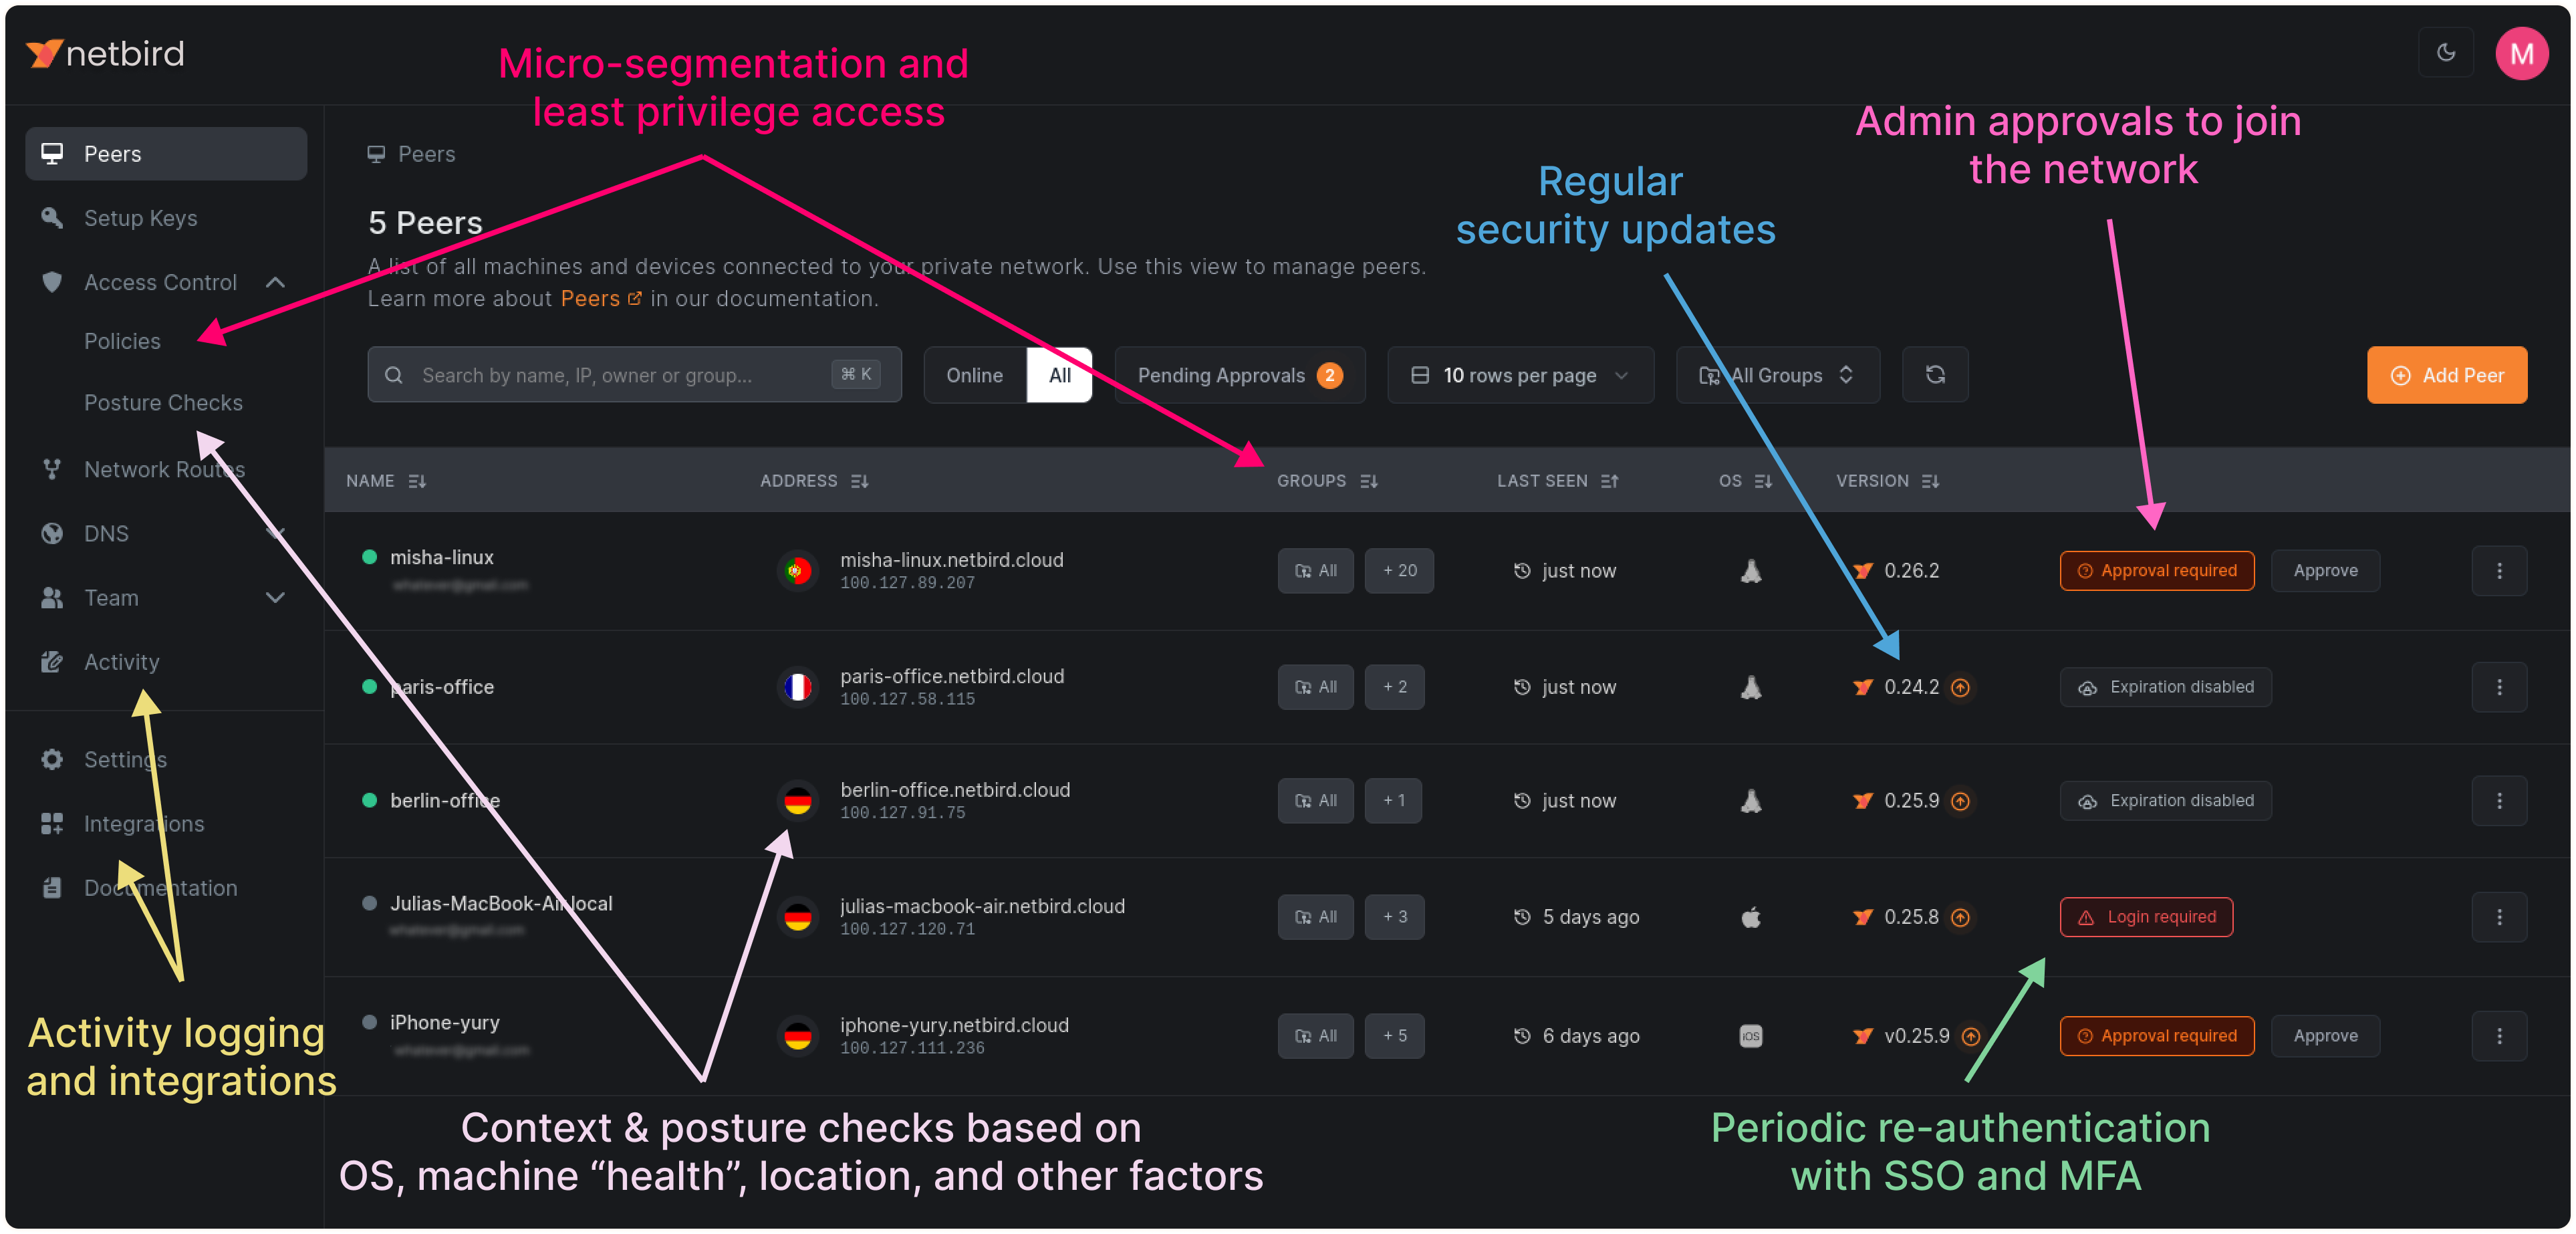 netbird
M
Micro-segmentation and
least privilege access
Admin approvals to join
the network
Regular
security updates
Peers
Setup Keys
Access Control
Policies
Posture Checks
Network Routes
DNS
Team
Activity
Settings
Integrations
Documentation
Activity logging
and integrations
Peers
5 Peers
A list of all machines and devices connected to your private network. Use this view to manage peers.
Learn more about Peers in our documentation.
Search by name, IP, owner or group... ⌘ K
Online All
Pending Approvals 2
10 rows per page
All Groups
Add Peer
NAME ADDRESS GROUPS LAST SEEN OS VERSION
misha-linux
misha-linux.netbird.cloud
100.127.89.207
All + 20 just now 0.26.2 Approval required Approve
paris-office
paris-office.netbird.cloud
100.127.58.115
All + 2 just now 0.24.2 Expiration disabled
berlin-office
berlin-office.netbird.cloud
100.127.91.75
All + 1 just now 0.25.9 Expiration disabled
Julias-MacBook-Air.local
julias-macbook-air.netbird.cloud
100.127.120.71
All + 3 5 days ago 0.25.8 Login required
iPhone-yury
iphone-yury.netbird.cloud
100.127.111.236
All + 5 6 days ago iOS v0.25.9 Approval required Approve
Context & posture checks based on
OS, machine “health”, location, and other factors
Periodic re-authentication
with SSO and MFA